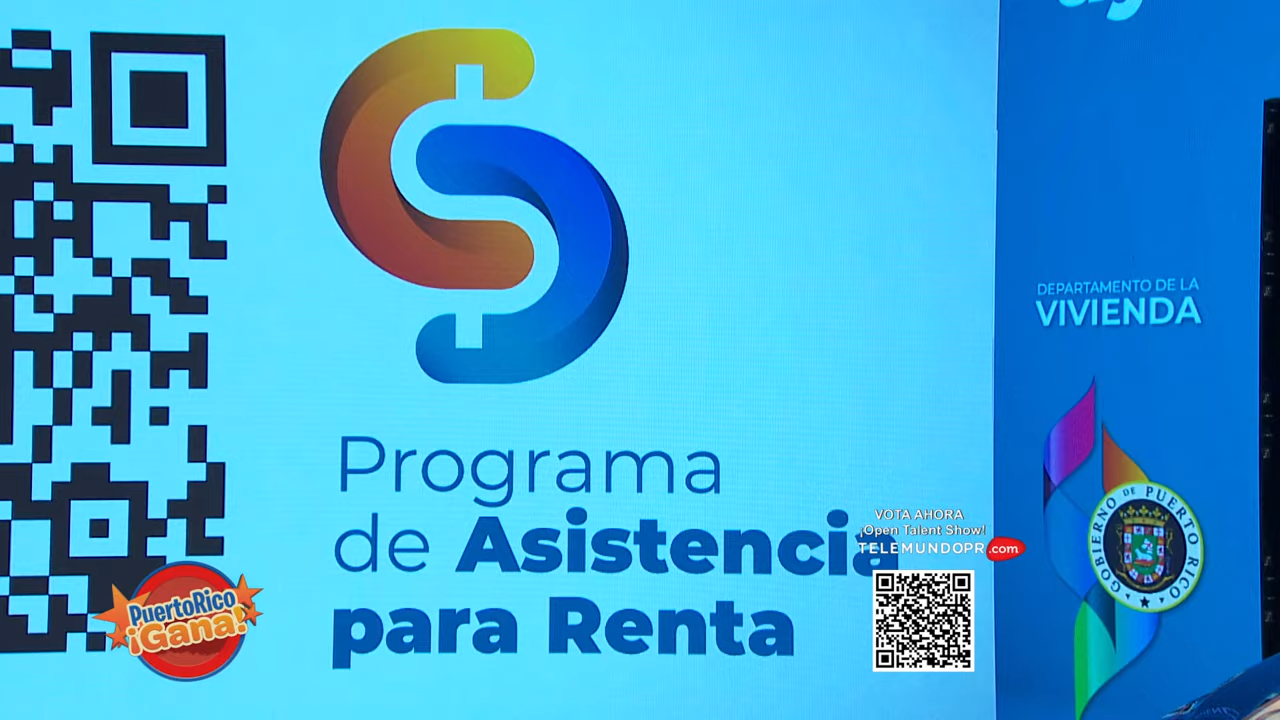 Programa
de Asistencia
para Renta
DEPARTAMENTO DE LA
VIVIENDA
GOBIERNO DE PUERTO RICO
VOTA AHORA
¡Open Talent Show!
TELEMUNDOPR.com
PuertoRico
¡Gana!